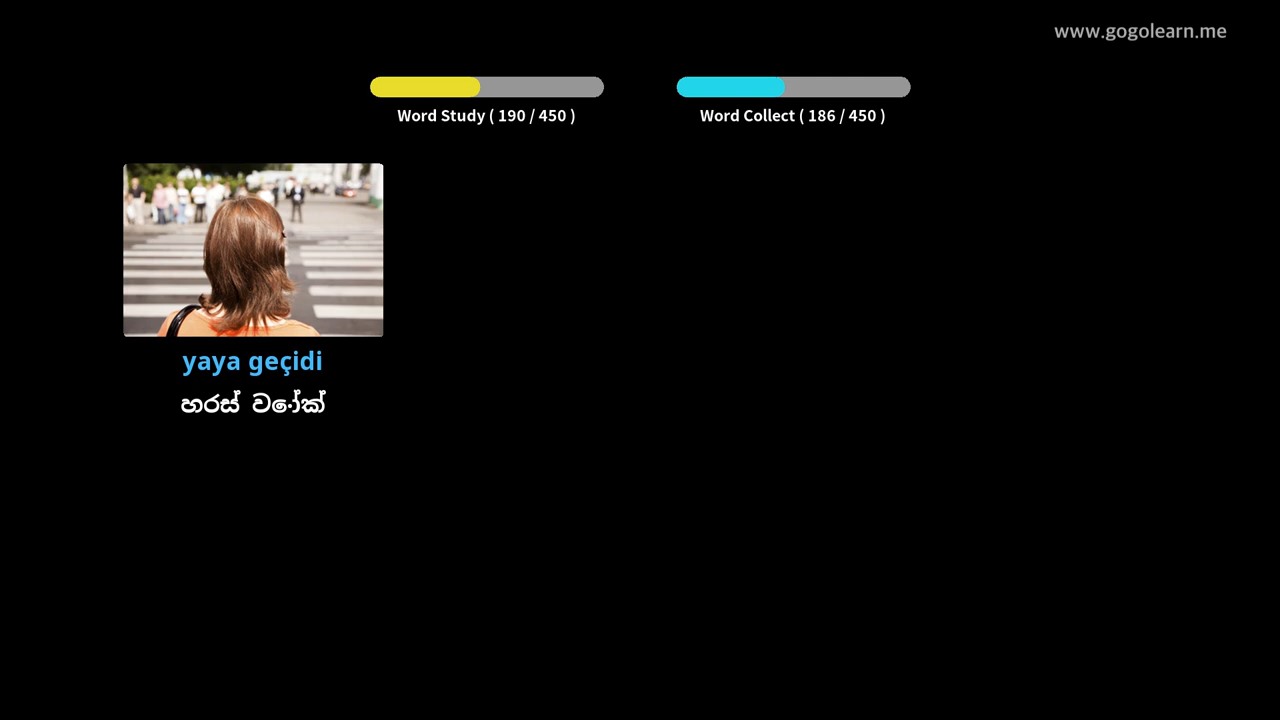 www.gogolearn.me
Word Study ( 190 / 450 )
Word Collect ( 186 / 450 )
yaya geçidi
හරස් වෝක්